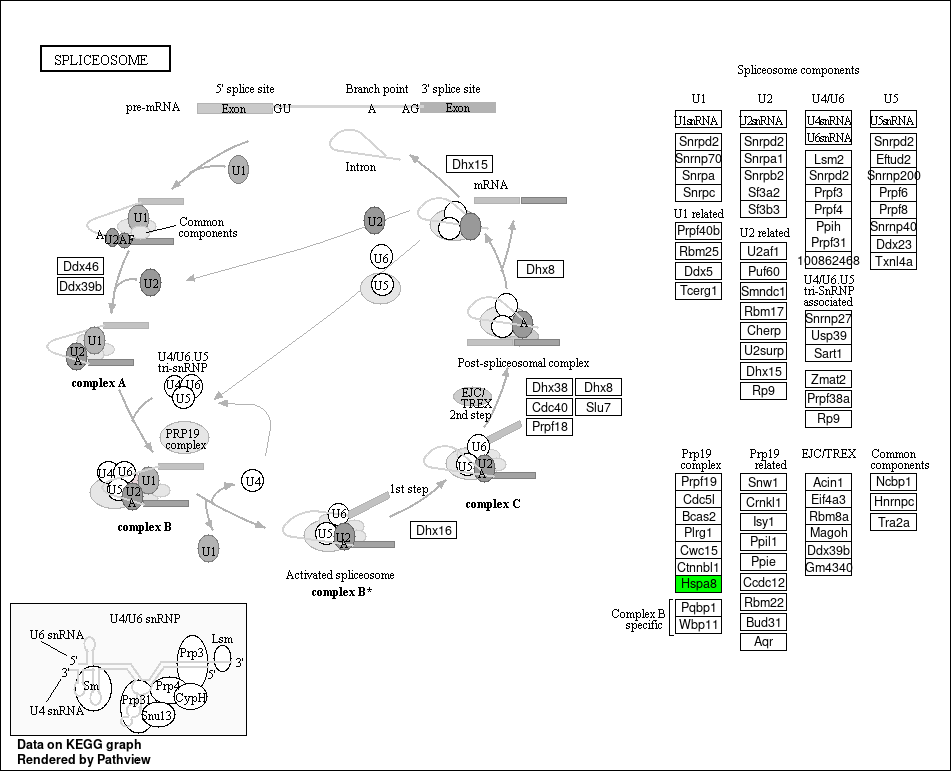 SPLICEOSOME
5' splice site
Branch point
3' splice site
pre-mRNA
Exon
GU
A
AG
Exon
Intron
Dhx15
mRNA
U1
U1
A
U2AF
Common
components
Ddx46
Ddx39b
U2
U2
U6
U5
Dhx8
A
Post-spliceosomal complex
U1
U2
A
complex A
U4/U6.U5
tri-snRNP
U4
U6
U5
PRP19
complex
EJC/
TREX
2nd step
Dhx38
Dhx8
Cdc40
Slu7
Prpf18
U4
U6
U5
U1
U2
A
complex B
U4
U1
U6
U5
U2
A
complex C
1st step
Dhx16
U6
U5
U2
A
Activated spliceosome
complex B*
U4/U6 snRNP
U6 snRNA
5'
3'
U4 snRNA
Sm
Prp31
Prp4
Snu13
CypH
Prp3
Lsm
3'
5'
Data on KEGG graph
Rendered by Pathview
Spliceosome components
U1
U1snRNA
Snrpd2
Snrnp70
Snrpa
Snrpc
U1 related
Prpf40b
Rbm25
Ddx5
Tcerg1
U2
U2snRNA
Snrpd2
Snrpa1
Snrpb2
Sf3a2
Sf3b3
U2 related
U2af1
Puf60
Smndc1
Rbm17
Cherp
U2surp
Dhx15
Rp9
U4/U6
U4snRNA
U6snRNA
Lsm2
Snrpd2
Prpf3
Prpf4
Ppih
Prpf31
100862468
U4/U6.U5
tri-SnRNP
associated
Snrnp27
Usp39
Sart1
Zmat2
Prpf38a
Rp9
U5
U5snRNA
Snrpd2
Eftud2
Snrnp200
Prpf6
Prpf8
Snrnp40
Ddx23
Txnl4a
Prp19
complex
Prpf19
Cdc5l
Bcas2
Plrg1
Cwc15
Ctnnbl1
Hspa8
Complex B
specific
Pqbp1
Wbp11
Prp19
related
Snw1
Crnkl1
Isy1
Ppil1
Ppie
Ccdc12
Rbm22
Bud31
Aqr
EJC/TREX
Acin1
Eif4a3
Rbm8a
Magoh
Ddx39b
Gm4340
Common
components
Ncbp1
Hnrnpc
Tra2a